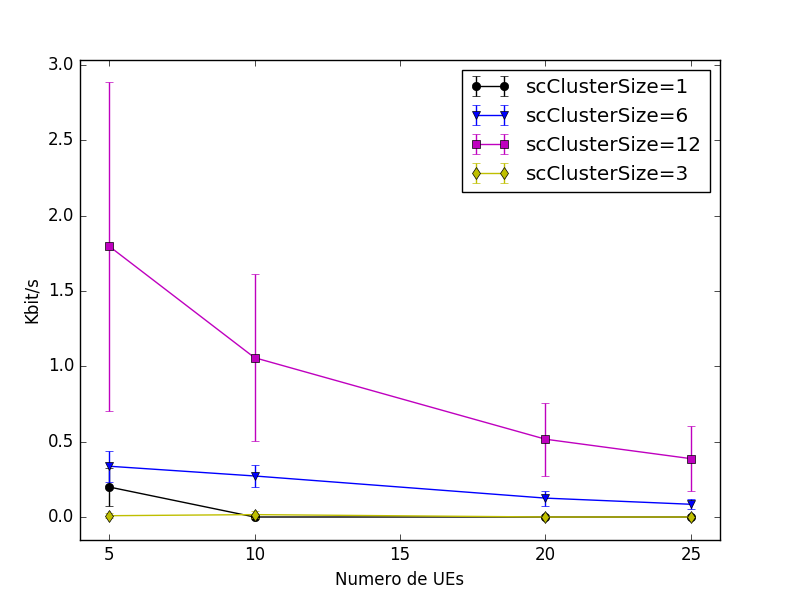 3.0
2.5
2.0
1.5
1.0
0.5
0.0
Kbit/s
scClusterSize=1
scClusterSize=6
scClusterSize=12
scClusterSize=3
5
10
15
20
25
Numero de UEs